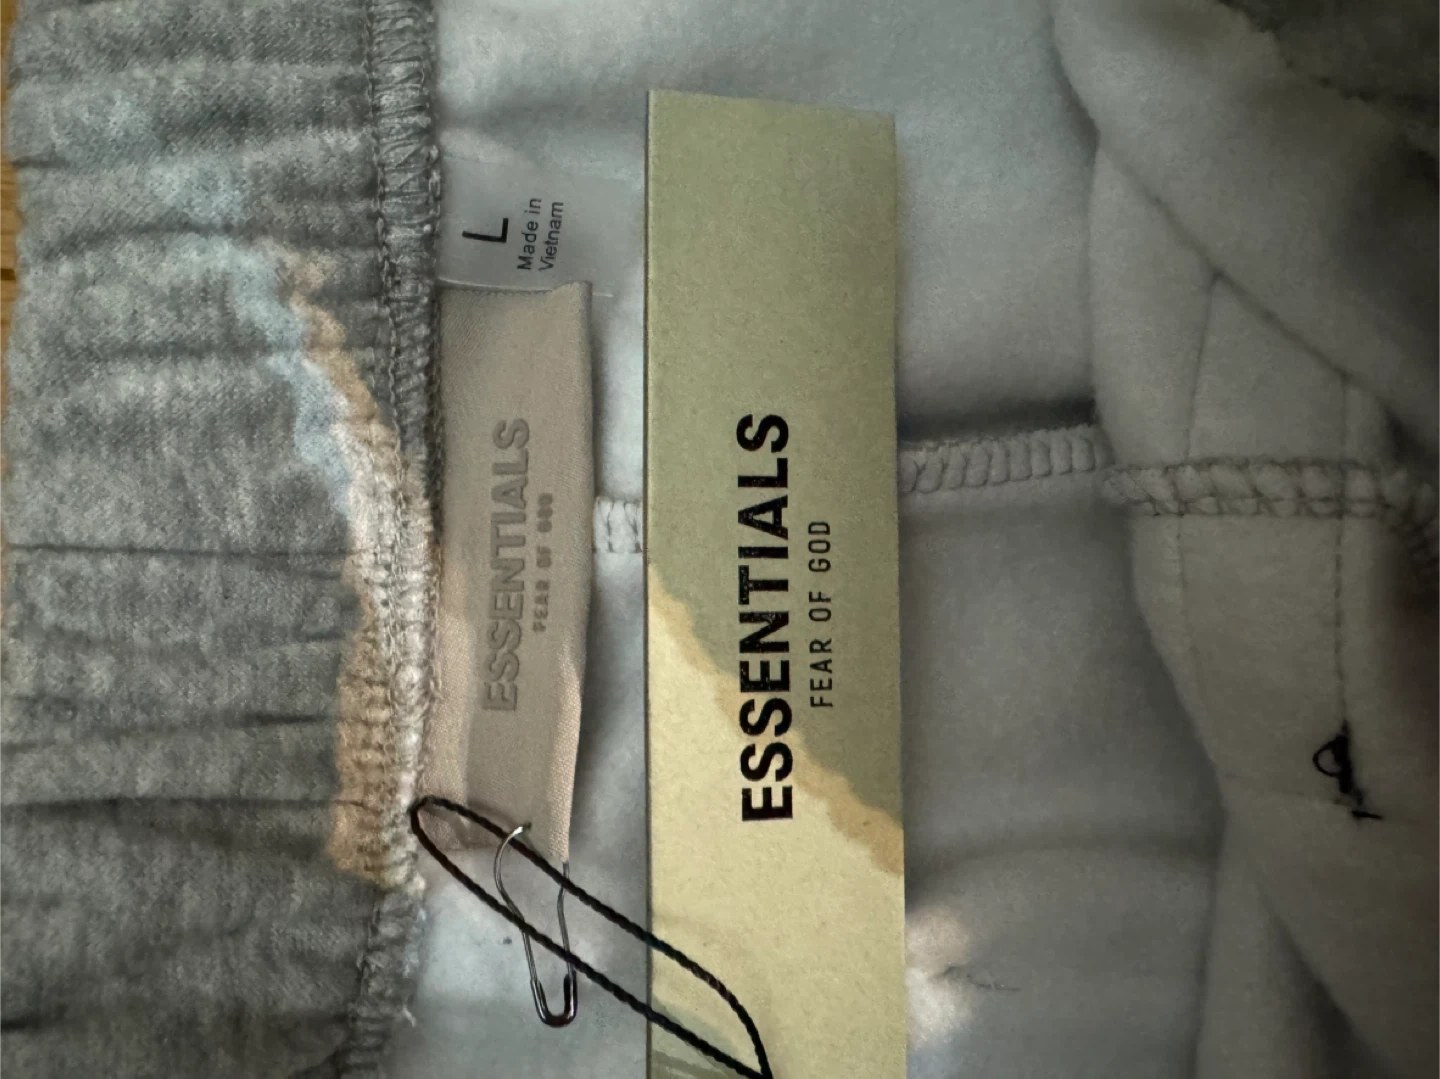 L
Made in
Vietnam
ESSENTIALS
FEAR OF GOD
ESSENTIALS
FEAR OF GOD